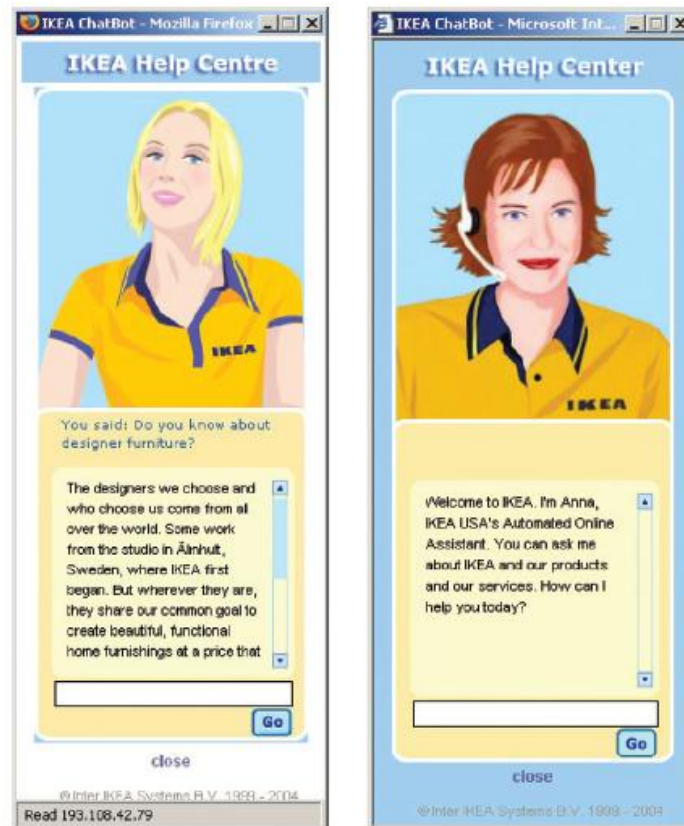 IKEA ChatBot - Mozilla Firefox
IKEA Help Centre
IKEA
You said: Do you know about
designer furniture?
The designers we choose and
who choose us come from all
over the world. Some work
from the studio in Älmhult,
Sweden, where IKEA first
began. But wherever they are,
they share our common goal to
create beautiful, functional
home furnishings at a price that
Go
close
© Inter IKEA Systems B.V. 1999 - 2004
Read 193.108.42.79
IKEA ChatBot - Microsoft Int...
IKEA Help Center
IKEA
Welcome to IKEA. I'm Anna,
IKEA USA's Automated Online
Assistant. You can ask me
about IKEA and our products
and our services. How can I
help you today?
Go
close
© Inter IKEA Systems B.V. 1999 - 2004